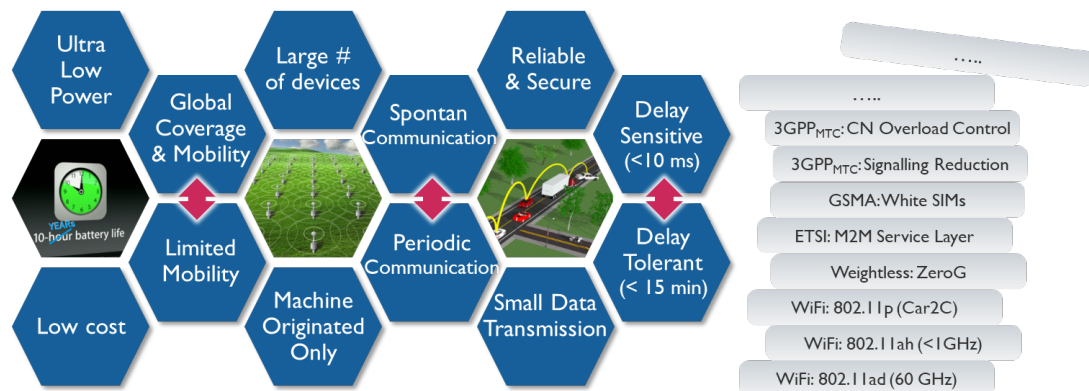 Ultra
Low
Power
Global
Coverage
& Mobility
Large #
of devices
Spontan
Communication
Reliable
& Secure
Delay
Sensitive
(<10 ms)
YEARS
10-hour battery life
Limited
Mobility
Periodic
Communication
Delay
Tolerant
(< 15 min)
Low cost
Machine
Originated
Only
Small Data
Transmission
…..
…..
3GPPMTC: CN Overload Control
3GPPMTC: Signalling Reduction
GSMA: White SIMs
ETSI: M2M Service Layer
Weightless: ZeroG
WiFi: 802.11p (Car2C)
WiFi: 802.11ah (<1GHz)
WiFi: 802.11ad (60 GHz)